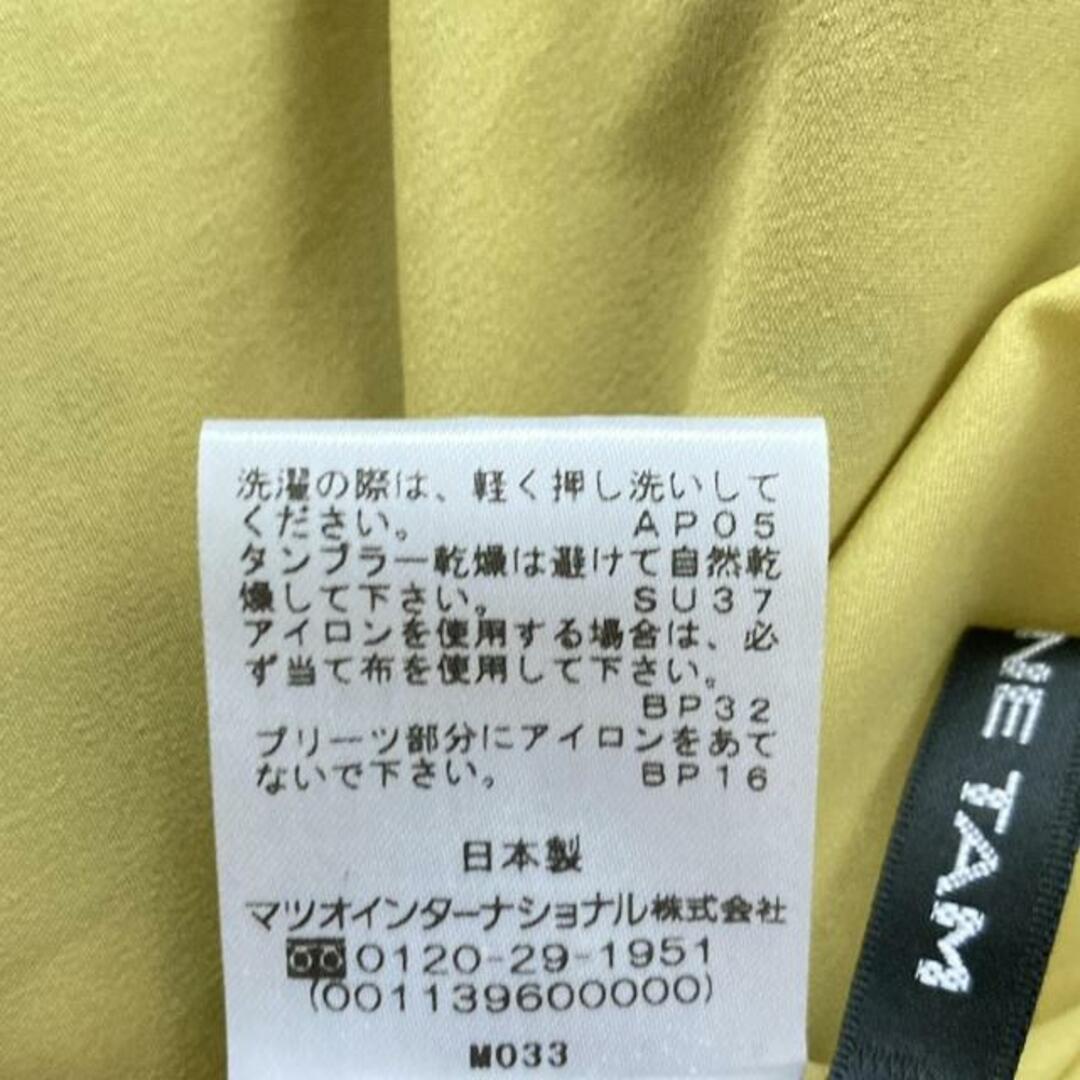 洗濯の際は、軽く押し洗いして
ください。 AP05
タンブラー乾燥は避けて自然乾
燥して下さい。 SU37
アイロンを使用する場合は、必
ず当て布を使用して下さい。
BP32
プリーツ部分にアイロンをあて
ないで下さい。 BP16
日本製
マツオインターナショナル株式会社
0120-29-1951
(001139600000)
M033
NE TAM